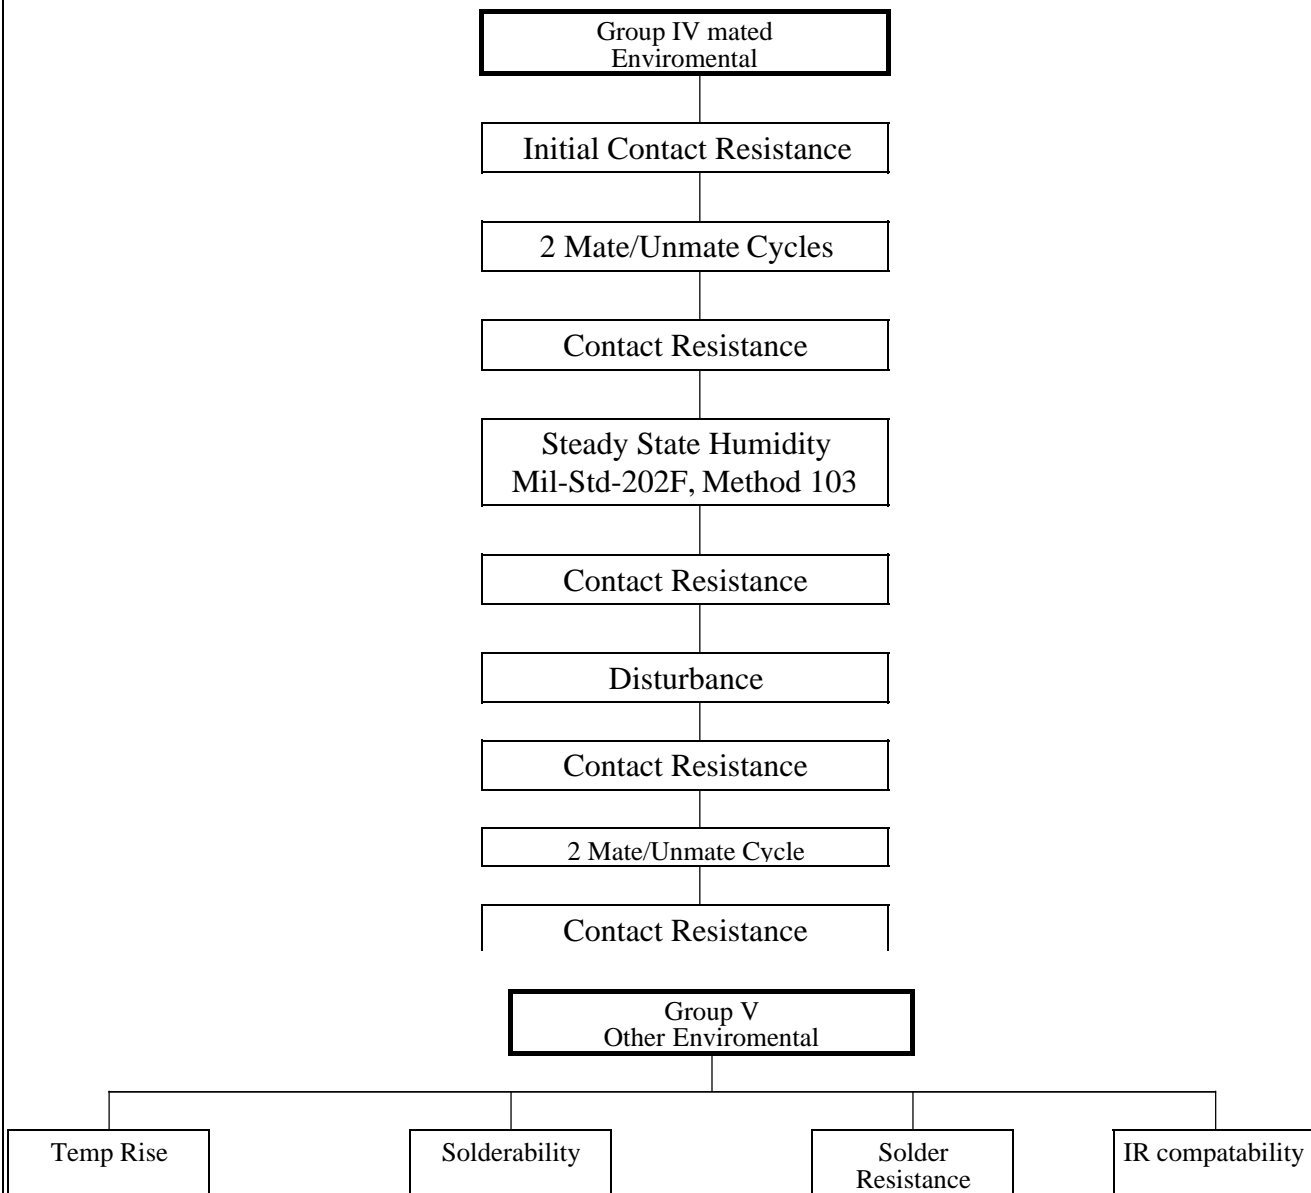 Group IV mated
Enviromental
Initial Contact Resistance
2 Mate/Unmate Cycles
Contact Resistance
Steady State Humidity
Mil-Std-202F, Method 103
Contact Resistance
Disturbance
Contact Resistance
2 Mate/Unmate Cycle
Contact Resistance
Group V
Other Enviromental
Temp Rise
Solderability
Solder
Resistance
IR compatability